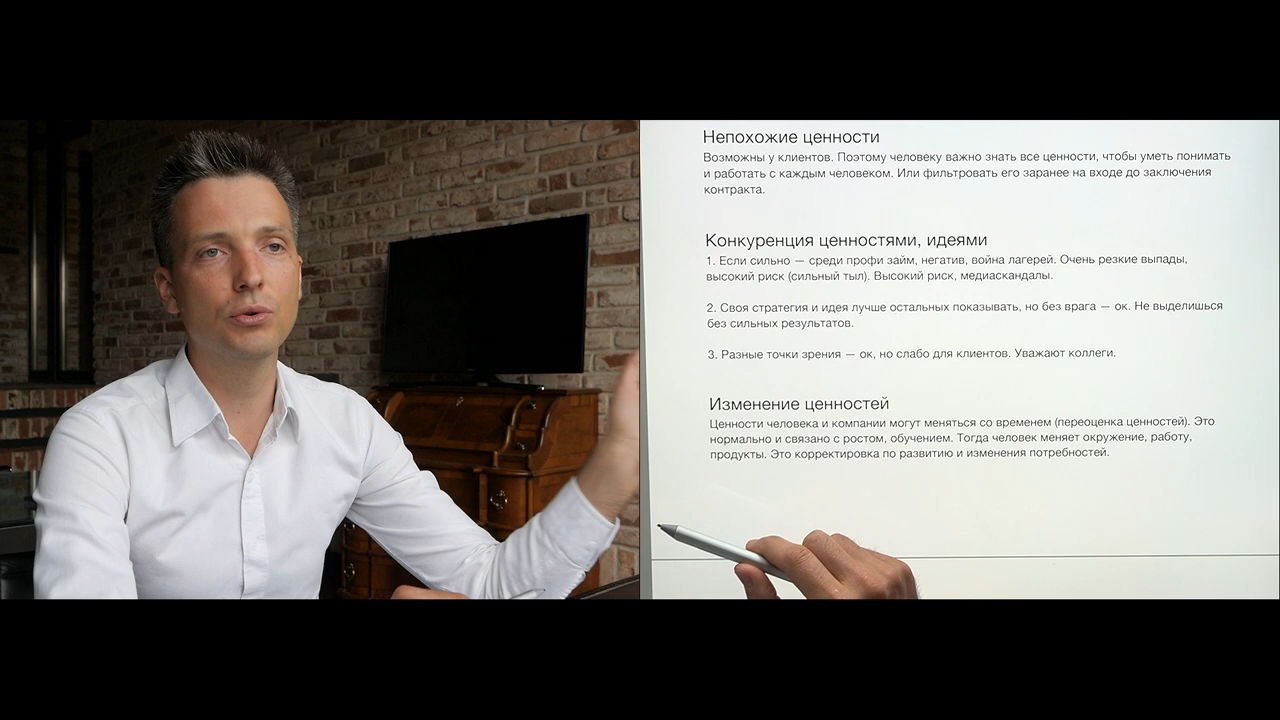 Непохожие ценности
Возможны у клиентов. Поэтому человеку важно знать все ценности, чтобы уметь понимать
и работать с каждым человеком. Или фильтровать его заранее на входе до заключения
контракта.
Конкуренция ценностями, идеями
1. Если сильно — среди профи займ, негатив, война лагерей. Очень резкие выпады,
высокий риск (сильный тыл). Высокий риск, медиаскандалы.
2. Своя стратегия и идея лучше остальных показывать, но без врага — ок. Не выделишься
без сильных результатов.
3. Разные точки зрения — ок, но слабо для клиентов. Уважают коллеги.
Изменение ценностей
Ценности человека и компании могут меняться со временем (переоценка ценностей). Это
нормально и связано с ростом, обучением. Тогда человек меняет окружение, работу,
продукты. Это корректировка по развитию и изменения потребностей.